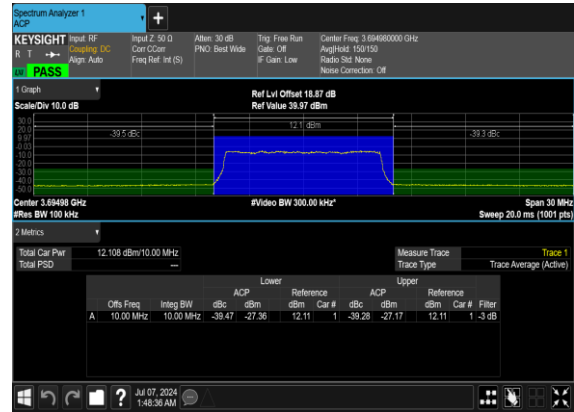 Spectrum Analyzer 1
ACP
+
KEYSIGHT Input: RF Input Z: 50 Ω Atten: 30 dB Trig: Free Run Center Freq: 3.694980000 GHz
R T Coupling: DC Corr CCorr PNO: Best Wide Gate: Off Avg|Hold: 150/150
Align: Auto Freq Ref: Int (S) IF Gain: Low Radio Std: None
Noise Correction: Off
PASS
1 Graph
Ref Lvl Offset 18.87 dB
Scale/Div 10.0 dB Ref Value 39.97 dBm
30.0
20.0
9.97
-0.03
-10.0
-20.0
-30.0
-40.0
-50.0
-39.5 dBc 12.1 dBm -39.3 dBc
Center 3.69498 GHz #Video BW 300.00 kHz* Span 30 MHz
#Res BW 100 kHz Sweep 20.0 ms (1001 pts)
2 Metrics
Total Car Pwr 12.108 dBm/10.00 MHz Measure Trace Trace 1
Total PSD --- Trace Type Trace Average (Active)
Lower Upper
ACP Reference ACP Reference
Offs Freq Integ BW dBc dBm dBm Car # dBc dBm dBm Car # Filter
A 10.00 MHz 10.00 MHz -39.47 -27.36 12.11 1 -39.28 -27.17 12.11 1 -3 dB
?
Jul 07, 2024
1:48:36 AM